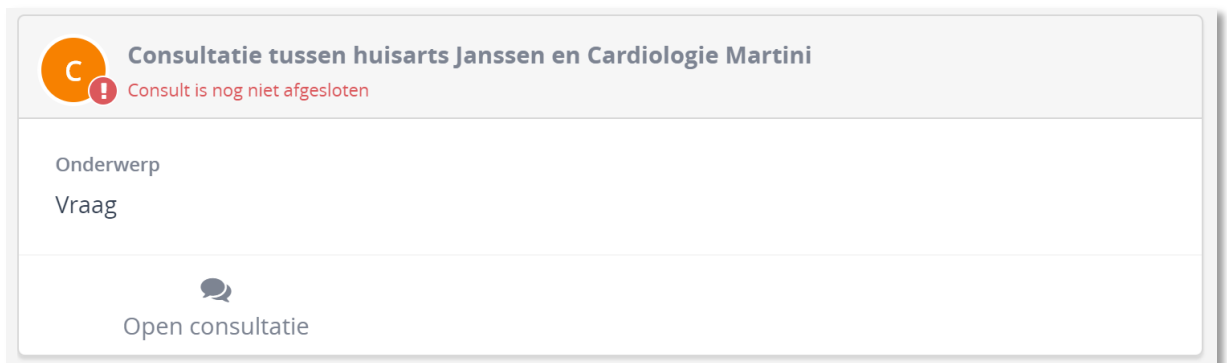 C
Consultatie tussen huisarts Janssen en Cardiologie Martini
!
Consult is nog niet afgesloten
Onderwerp
Vraag
Open consultatie